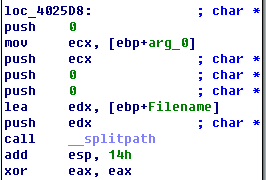 loc_4025D8: ; char *
push 0
mov ecx, [ebp+arg_0]
push ecx ; char *
push 0 ; char *
push 0 ; char *
lea edx, [ebp+Filename]
push edx ; char *
call __splitpath
add esp, 14h
xor eax, eax